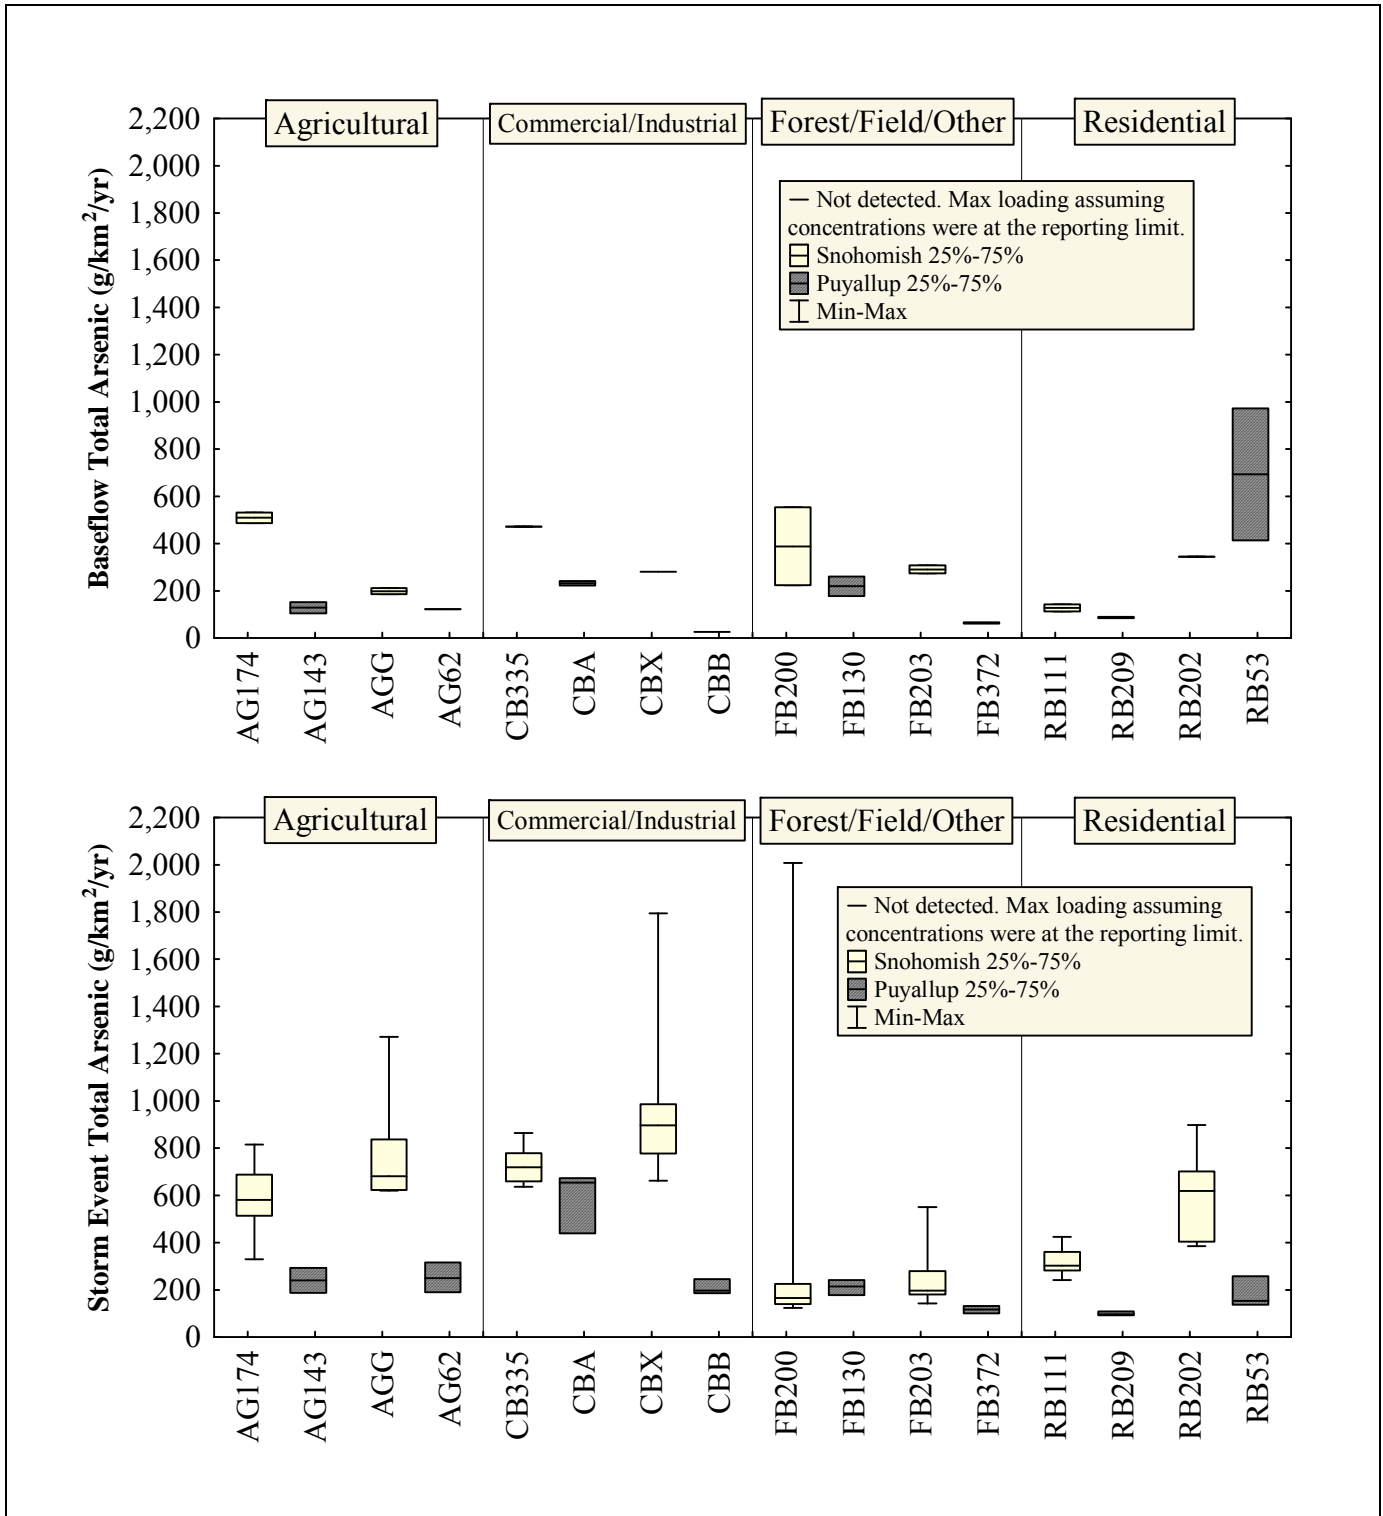 Agricultural Commercial/Industrial Forest/Field/Other Residential
Baseflow Total Arsenic (g/km²/yr)
2,200
2,000
1,800
1,600
1,400
1,200
1,000
800
600
400
200
0
— Not detected. Max loading assuming
concentrations were at the reporting limit.
Snohomish 25%-75%
Puyallup 25%-75%
Min-Max
AG174 AG143 AGG AG62 CB335 CBA CBX CBB FB200 FB130 FB203 FB372 RB111 RB209 RB202 RB53
Agricultural Commercial/Industrial Forest/Field/Other Residential
Storm Event Total Arsenic (g/km²/yr)
2,200
2,000
1,800
1,600
1,400
1,200
1,000
800
600
400
200
0
— Not detected. Max loading assuming
concentrations were at the reporting limit.
Snohomish 25%-75%
Puyallup 25%-75%
Min-Max
AG174 AG143 AGG AG62 CB335 CBA CBX CBB FB200 FB130 FB203 FB372 RB111 RB209 RB202 RB53